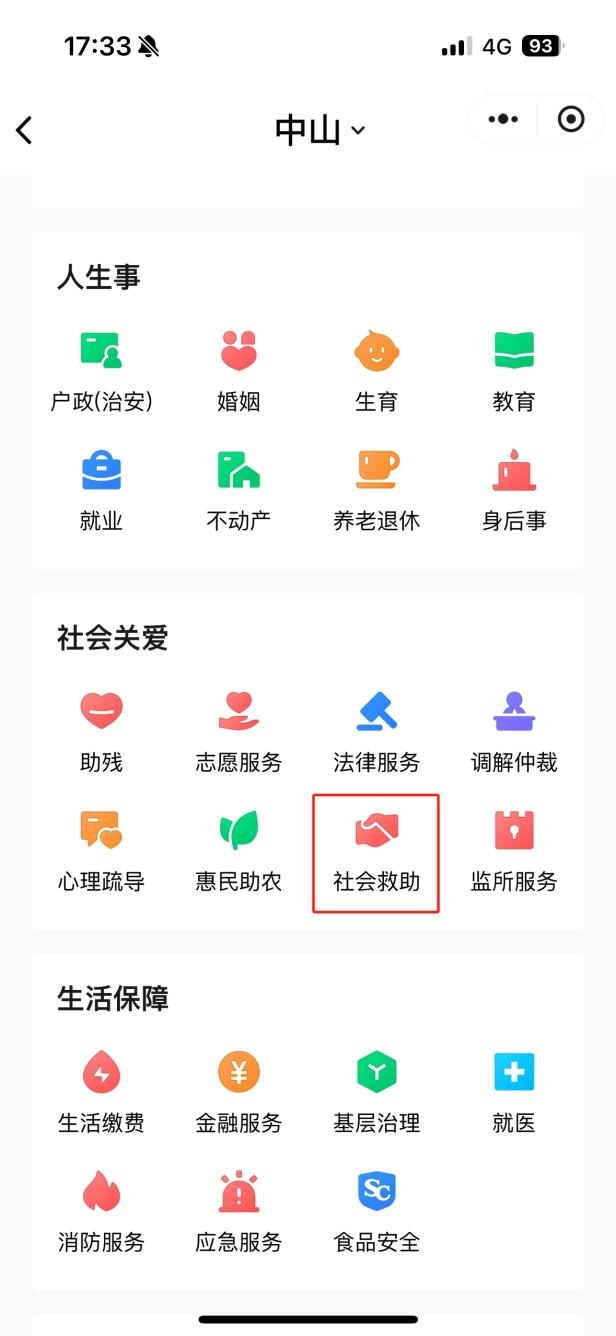 17:33 4G 93
中山
人生事
户政(治安) 婚姻 生育 教育
就业 不动产 养老退休 身后事
社会关爱
助残 志愿服务 法律服务 调解仲裁
心理疏导 惠民助农 社会救助 监所服务
生活保障
¥
生活缴费 金融服务 基层治理 就医
SC
消防服务 应急服务 食品安全